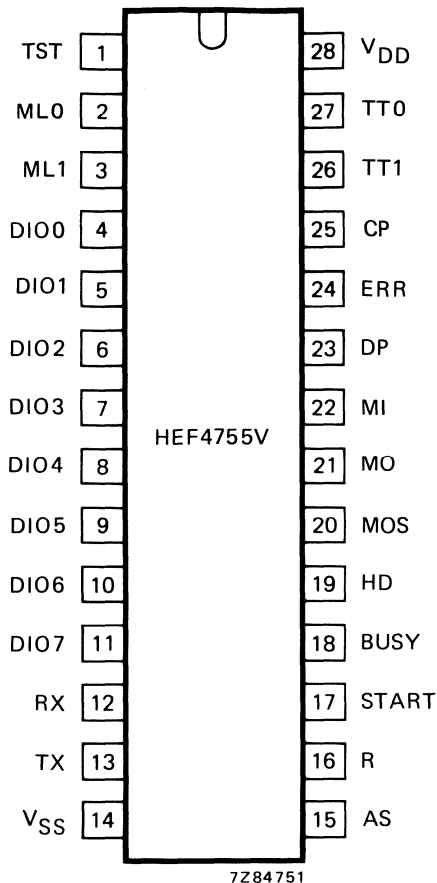 TST 1 28 VDD
ML0 2 27 TT0
ML1 3 26 TT1
DIO0 4 25 CP
DIO1 5 24 ERR
DIO2 6 23 DP
DIO3 7 22 MI
HEF4755V
DIO4 8 21 MO
DIO5 9 20 MOS
DIO6 10 19 HD
DIO7 11 18 BUSY
RX 12 17 START
TX 13 16 R
VSS 14 15 AS
7Z84751